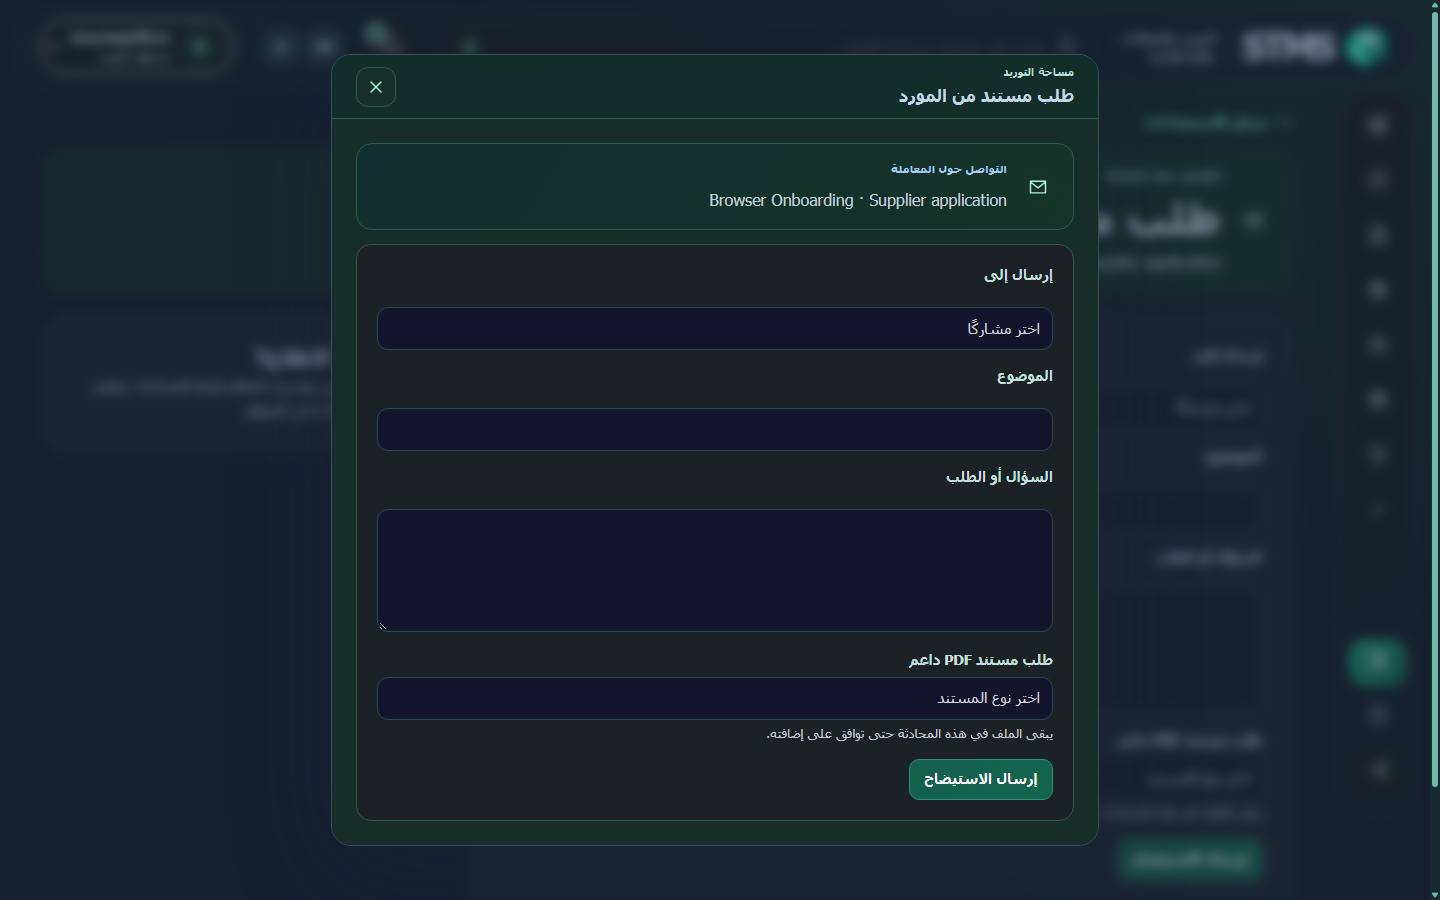 STMS
مساحة التوريد
طلب مستند من المورد
التواصل حول المعاملة
Browser Onboarding · Supplier application
إرسال إلى
اختر مشاركًا
الموضوع
السؤال أو الطلب
طلب مستند PDF داعم
اختر نوع المستند
يبقى الملف في هذه المحادثة حتى توافق على إضافته.
إرسال الاستيضاح